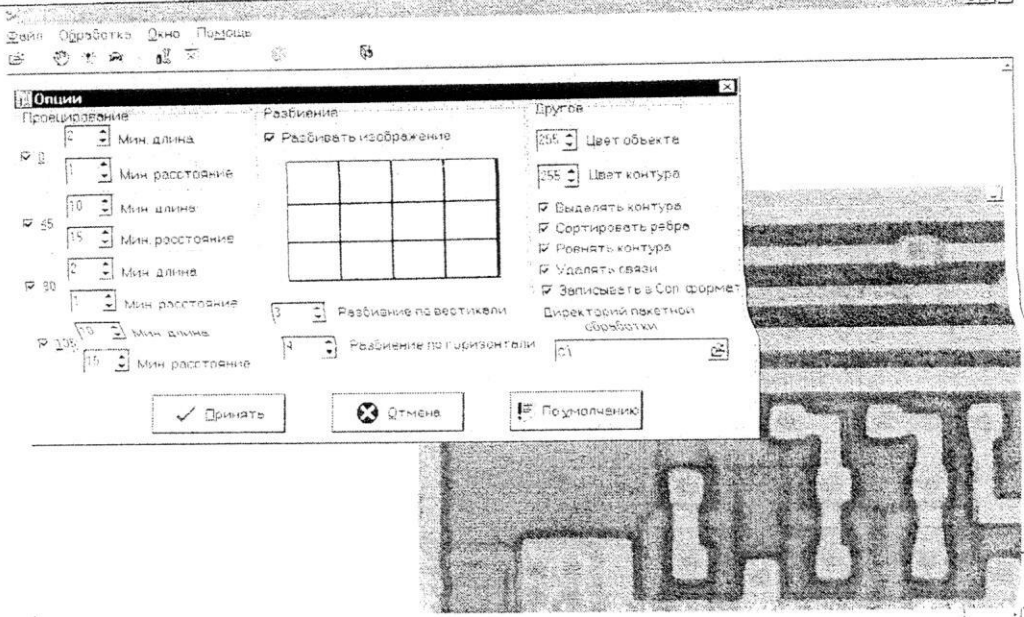 Файл Обработка Окно Помощь
Опции
Проецирование
0
2 Мин. длина
1 Мин. расстояние
45
10 Мин. длина
15 Мин. расстояние
90
2 Мин. длина
1 Мин. расстояние
135
10 Мин. длина
15 Мин. расстояние
Разбиение
Разбивать изображение
3 Разбиение по вертикали
4 Разбиение по горизонтали
Другое
255 Цвет объекта
255 Цвет контура
Выделять контура
Сортировать ребра
Ровнять контура
Удалять связи
Записывать в Con формат
Директорий пакетной
обработки
c:\
Принять
Отмена
По умолчанию